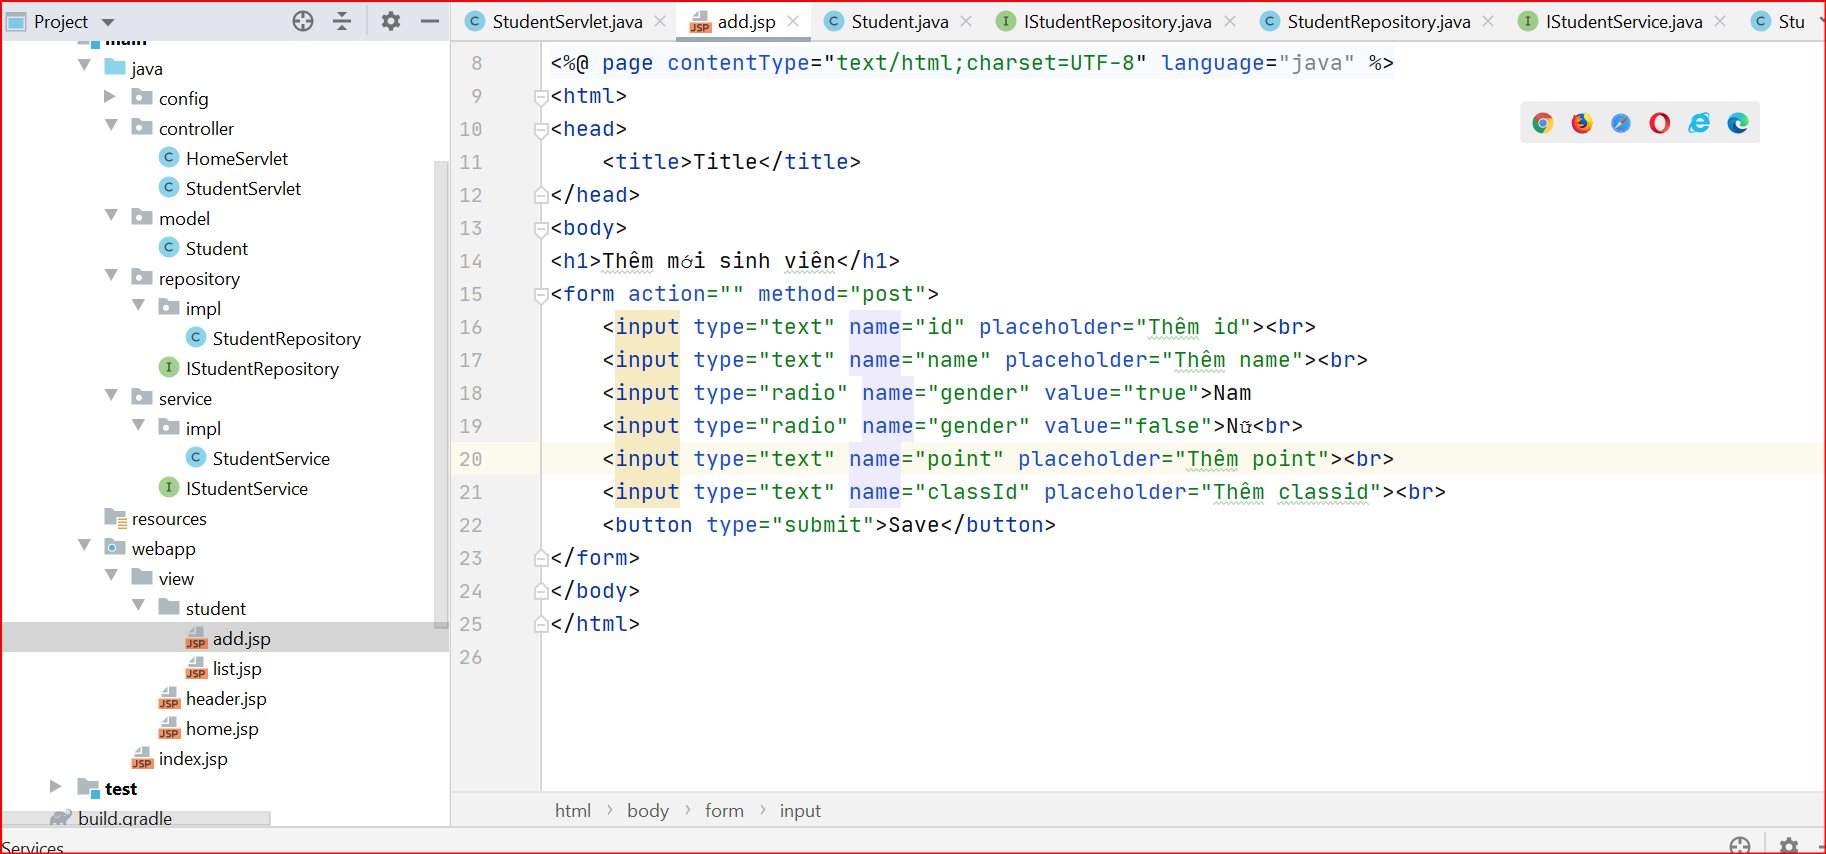 Project
StudentServlet.java
add.jsp
Student.java
IStudentRepository.java
StudentRepository.java
IStudentService.java
Stu
main
java
config
controller
HomeServlet
StudentServlet
model
Student
repository
impl
StudentRepository
IStudentRepository
service
impl
StudentService
IStudentService
resources
webapp
view
student
add.jsp
list.jsp
header.jsp
home.jsp
index.jsp
test
build.gradle
8 <%@ page contentType="text/html;charset=UTF-8" language="java" %>
9 <html>
10 <head>
11 <title>Title</title>
12 </head>
13 <body>
14 <h1>Thêm mới sinh viên</h1>
15 <form action="" method="post">
16 <input type="text" name="id" placeholder="Thêm id"><br>
17 <input type="text" name="name" placeholder="Thêm name"><br>
18 <input type="radio" name="gender" value="true">Nam
19 <input type="radio" name="gender" value="false">Nữ<br>
20 <input type="text" name="point" placeholder="Thêm point"><br>
21 <input type="text" name="classId" placeholder="Thêm classid"><br>
22 <button type="submit">Save</button>
23 </form>
24 </body>
25 </html>
26
html › body › form › input
Services